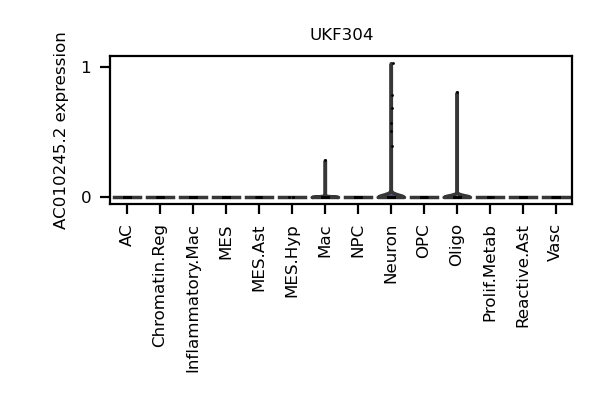 UKF304
AC010245.2 expression
1
0
AC
Chromatin.Reg
Inflammatory.Mac
MES
MES.Ast
MES.Hyp
Mac
NPC
Neuron
OPC
Oligo
Prolif.Metab
Reactive.Ast
Vasc